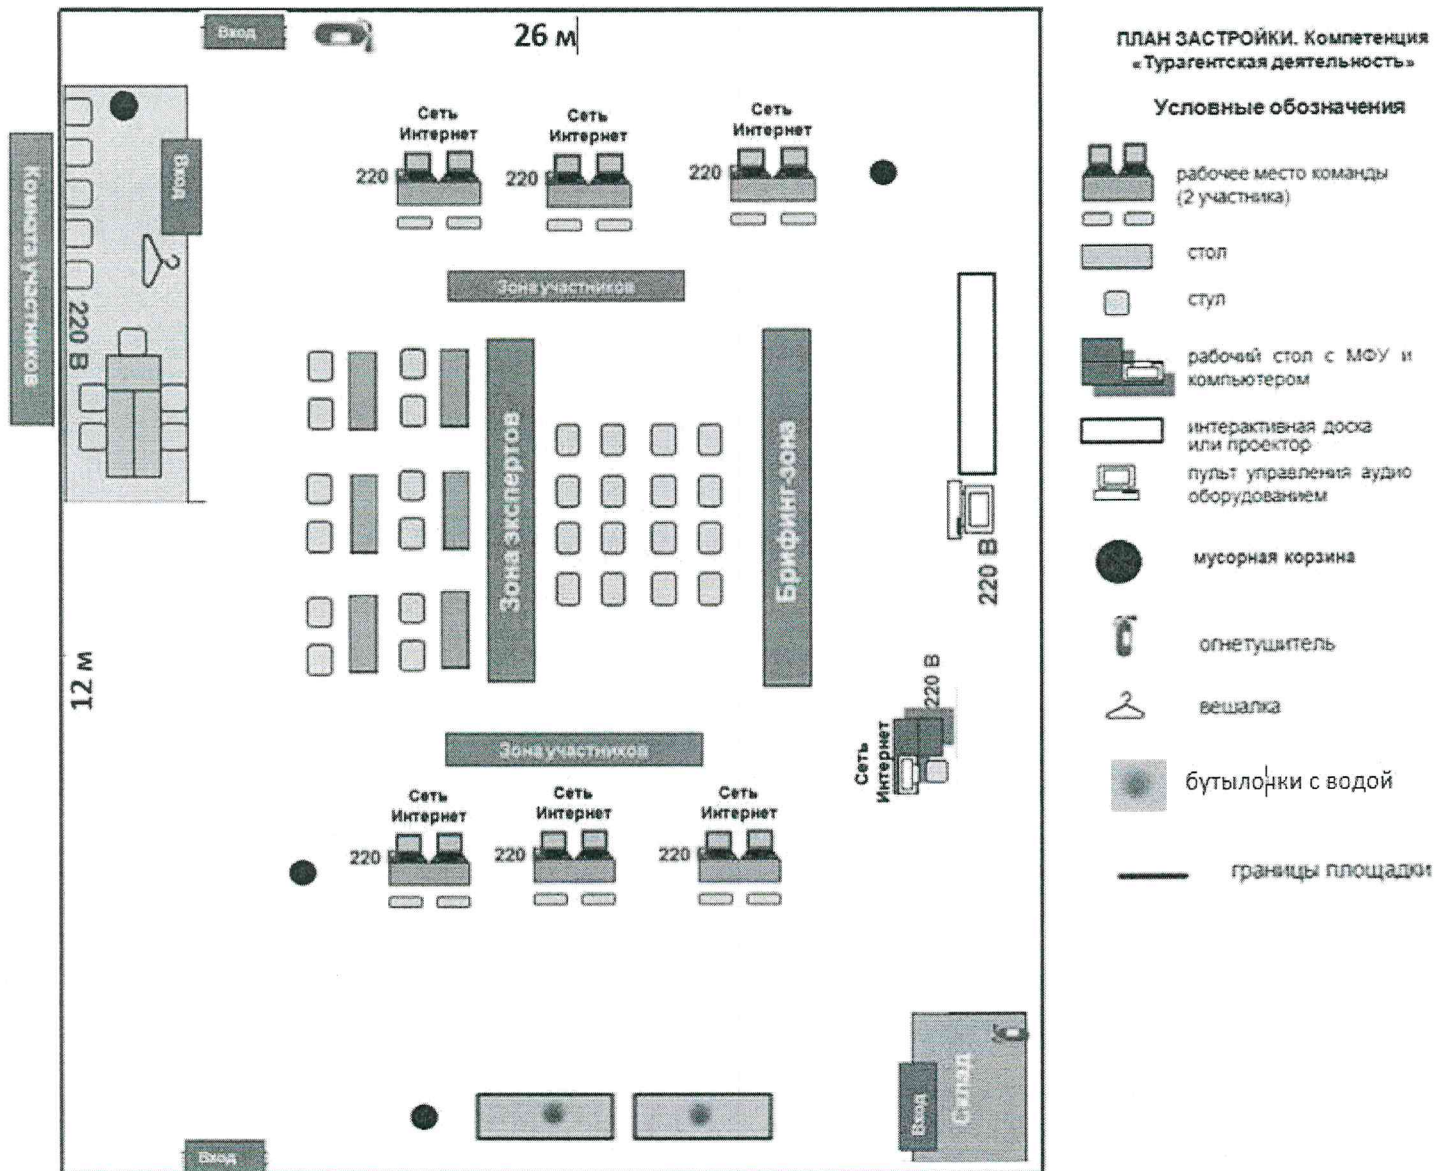 Вход
26 м
ПЛАН ЗАСТРОЙКИ. Компетенция
«Турагентская деятельность»
Условные обозначения
Комната участников
Вход
220 В
Сеть
Интернет
220
Сеть
Интернет
220
Сеть
Интернет
220
Зона участников
Зона экспертов
Брифинг-зона
220 В
12 м
220 В
Сеть
Интернет
Зона участников
Сеть
Интернет
220
Сеть
Интернет
220
Сеть
Интернет
220
Вход
Склад
Вход
рабочее место команды
(2 участника)
стол
стул
рабочий стол с МФУ и
компьютером
интерактивная доска
или проектор
пульт управления аудио
оборудованием
мусорная корзина
огнетушитель
вешалка
бутылочки с водой
границы площадки